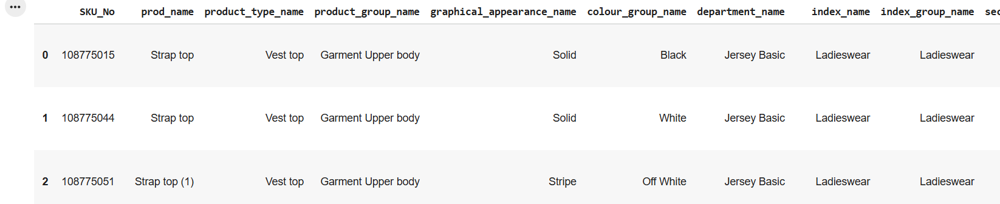 SKU_No prod_name product_type_name product_group_name graphical_appearance_name colour_group_name department_name index_name index_group_name sec
0 108775015 Strap top Vest top Garment Upper body Solid Black Jersey Basic Ladieswear Ladieswear
1 108775044 Strap top Vest top Garment Upper body Solid White Jersey Basic Ladieswear Ladieswear
2 108775051 Strap top (1) Vest top Garment Upper body Stripe Off White Jersey Basic Ladieswear Ladieswear